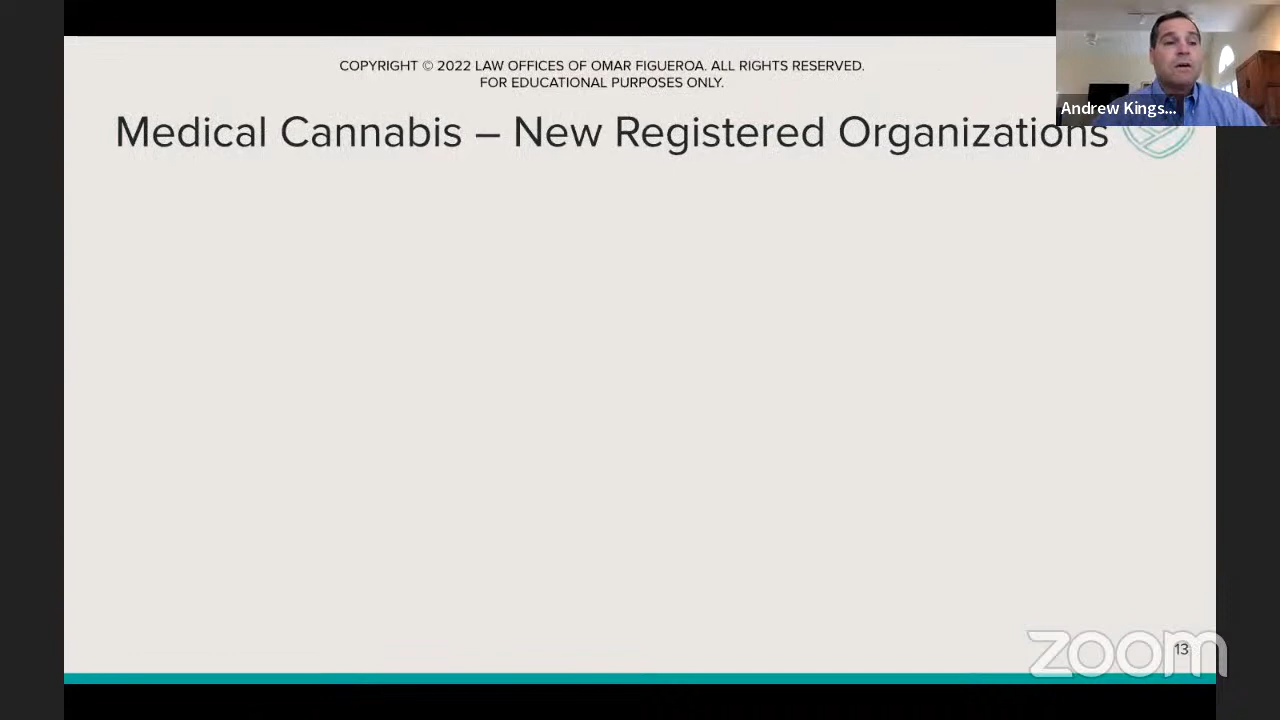 COPYRIGHT © 2022 LAW OFFICES OF OMAR FIGUEROA. ALL RIGHTS RESERVED.
FOR EDUCATIONAL PURPOSES ONLY.
Andrew Kings...
Medical Cannabis – New Registered Organizations
13
zoom